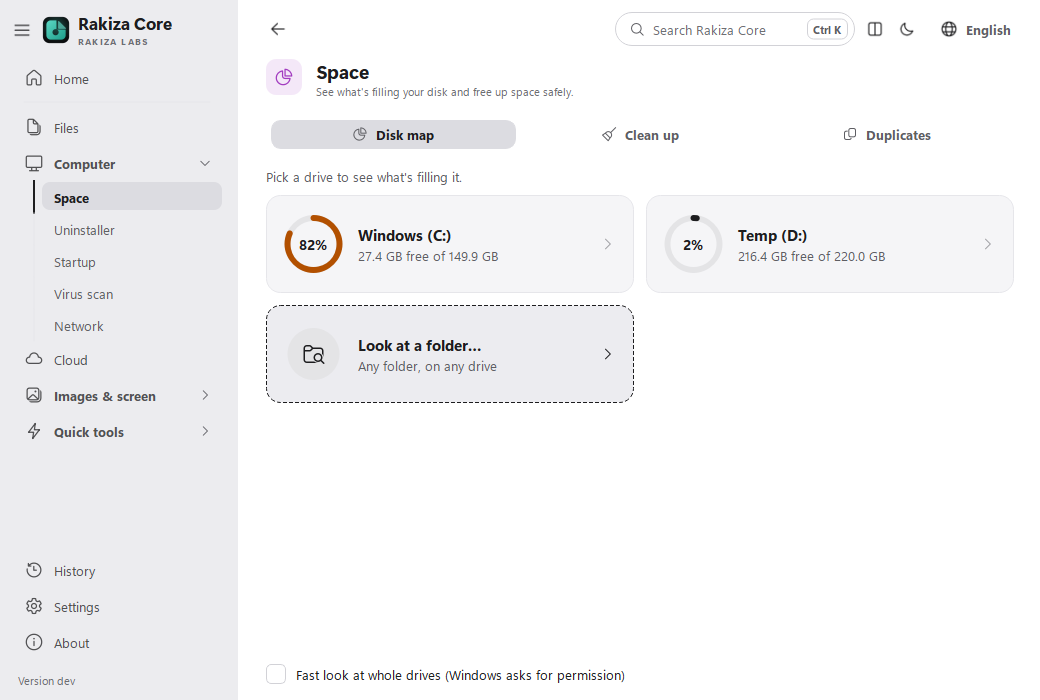 Rakiza Core
RAKIZA LABS
Home
Files
Computer
Space
Uninstaller
Startup
Virus scan
Network
Cloud
Images & screen
Quick tools
History
Settings
About
Version dev
Search Rakiza Core
Ctrl K
English
Space
See what's filling your disk and free up space safely.
Disk map
Clean up
Duplicates
Pick a drive to see what's filling it.
82%
Windows (C:)
27.4 GB free of 149.9 GB
2%
Temp (D:)
216.4 GB free of 220.0 GB
Look at a folder...
Any folder, on any drive
Fast look at whole drives (Windows asks for permission)